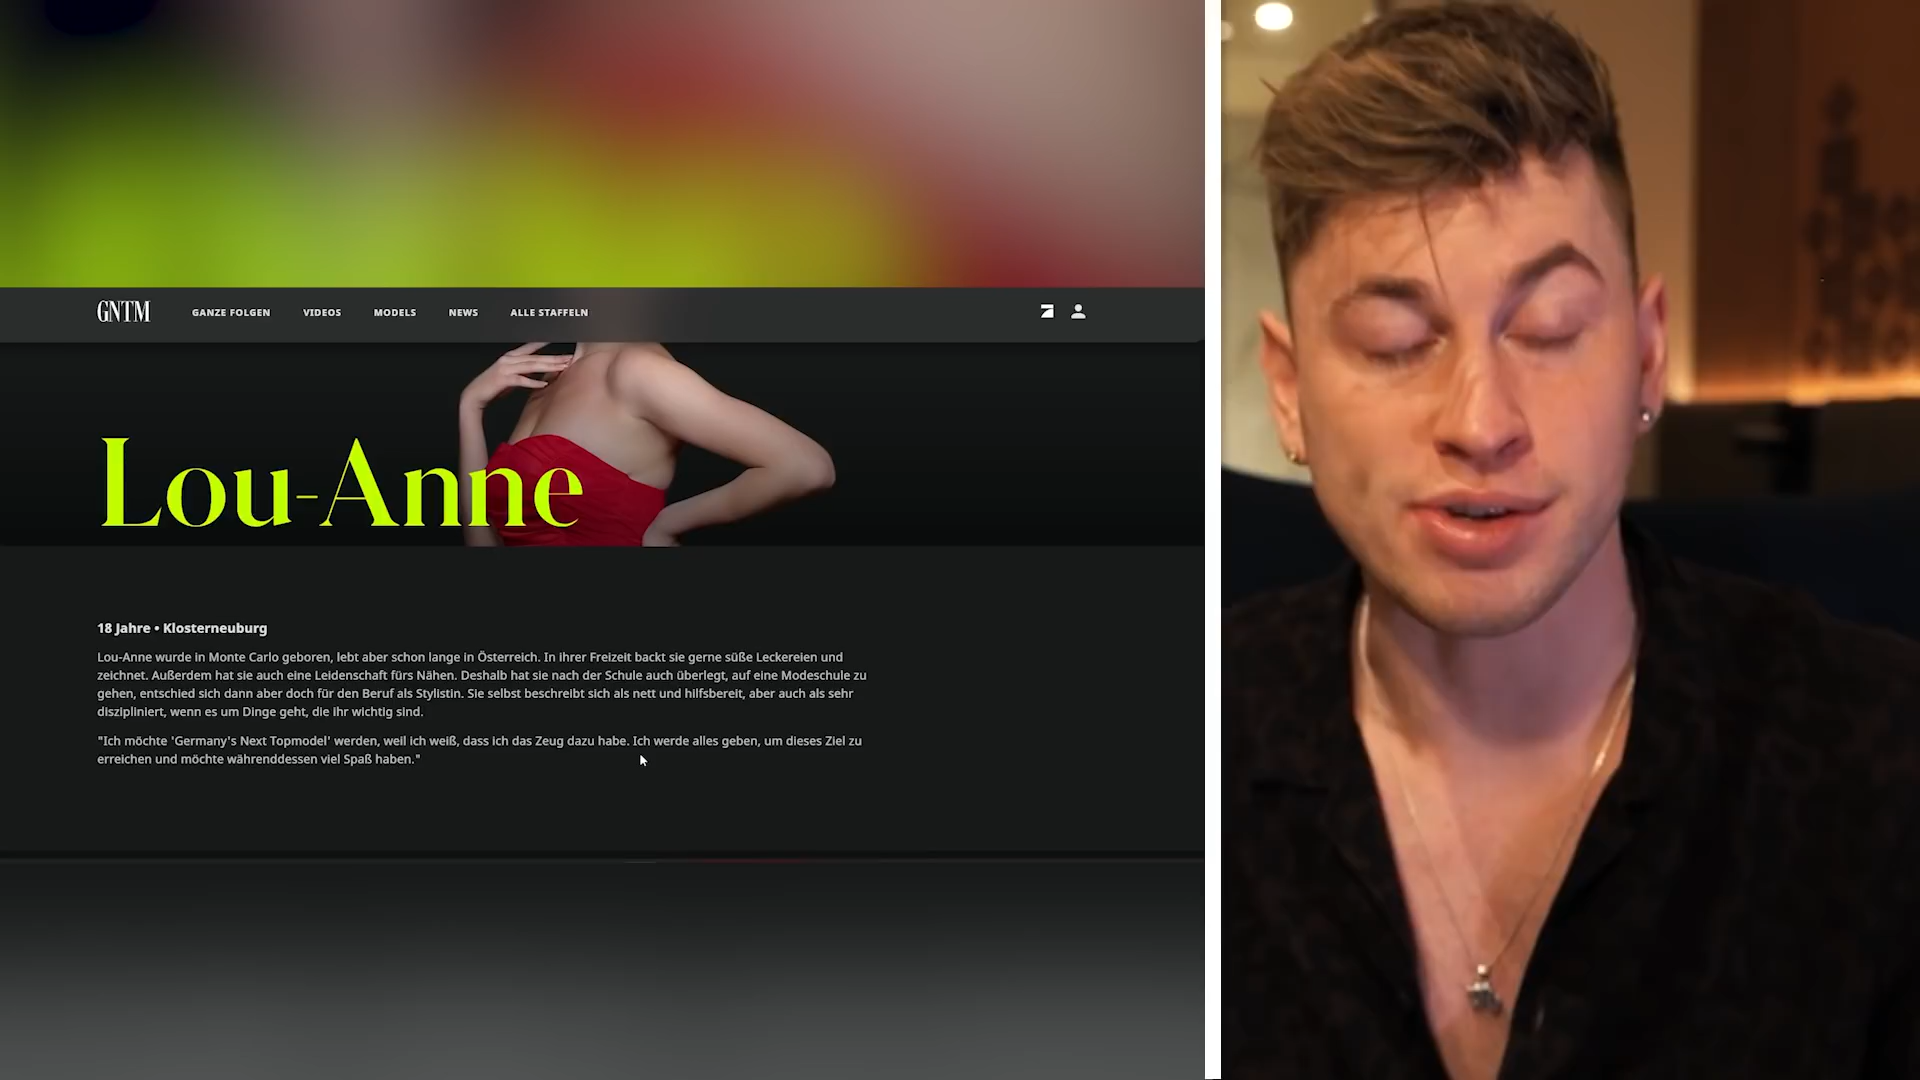 GNTM GANZE FOLGEN VIDEOS MODELS NEWS ALLE STAFFELN
Lou-Anne
18 Jahre • Klosterneuburg
Lou-Anne wurde in Monte Carlo geboren, lebt aber schon lange in Österreich. In ihrer Freizeit backt sie gerne süße Leckereien und
zeichnet. Außerdem hat sie auch eine Leidenschaft fürs Nähen. Deshalb hat sie nach der Schule auch überlegt, auf eine Modeschule zu
gehen, entschied sich dann aber doch für den Beruf als Stylistin. Sie selbst beschreibt sich als nett und hilfsbereit, aber auch als sehr
diszipliniert, wenn es um Dinge geht, die ihr wichtig sind.
"Ich möchte 'Germany's Next Topmodel' werden, weil ich weiß, dass ich das Zeug dazu habe. Ich werde alles geben, um dieses Ziel zu
erreichen und möchte währenddessen viel Spaß haben."